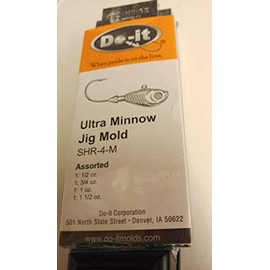 Do-it
When pride is on the line.
Ultra Minnow
Jig Mold
SHR-4-M
Assorted
1: 1/2 oz.
1: 3/4 oz.
1: 1 oz.
1: 1 1/2 oz.
Do-it Corporation
501 North State Street • Denver, IA 50622
www.do-itmolds.com